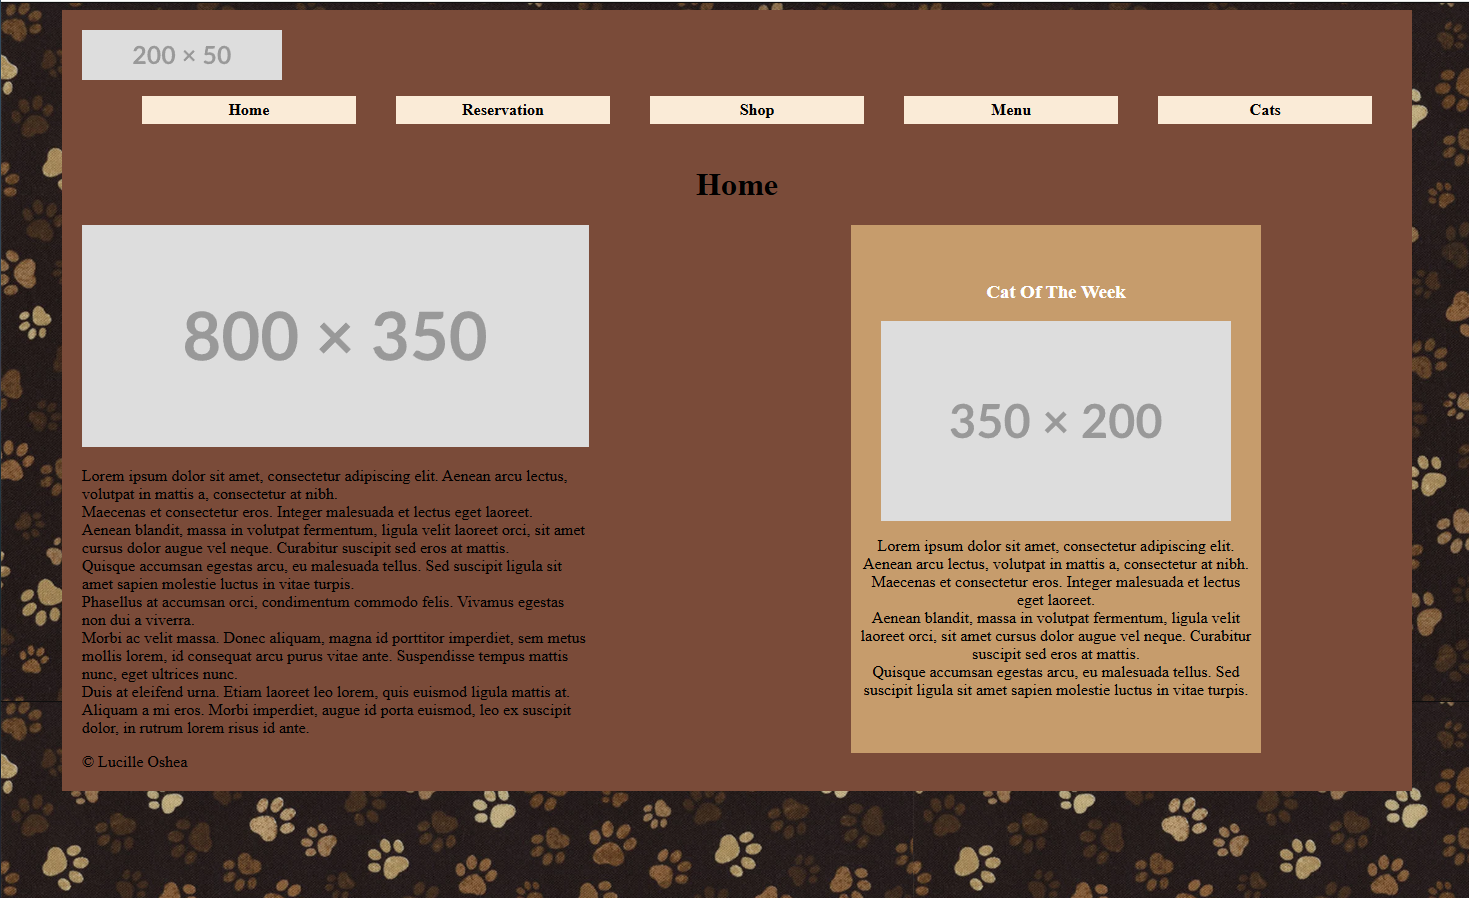 200 × 50
Home
Reservation
Shop
Menu
Cats
Home
800 × 350
Lorem ipsum dolor sit amet, consectetur adipiscing elit. Aenean arcu lectus,
volutpat in mattis a, consectetur at nibh.
Maecenas et consectetur eros. Integer malesuada et lectus eget laoreet.
Aenean blandit, massa in volutpat fermentum, ligula velit laoreet orci, sit amet
cursus dolor augue vel neque. Curabitur suscipit sed eros at mattis.
Quisque accumsan egestas arcu, eu malesuada tellus. Sed suscipit ligula sit
amet sapien molestie luctus in vitae turpis.
Phasellus at accumsan orci, condimentum commodo felis. Vivamus egestas
non dui a viverra.
Morbi ac velit massa. Donec aliquam, magna id porttitor imperdiet, sem metus
mollis lorem, id consequat arcu purus vitae ante. Suspendisse tempus mattis
nunc, eget ultrices nunc.
Duis at eleifend urna. Etiam laoreet leo lorem, quis euismod ligula mattis at.
Aliquam a mi eros. Morbi imperdiet, augue id porta euismod, leo ex suscipit
dolor, in rutrum lorem risus id ante.
Cat Of The Week
350 × 200
Lorem ipsum dolor sit amet, consectetur adipiscing elit.
Aenean arcu lectus, volutpat in mattis a, consectetur at nibh.
Maecenas et consectetur eros. Integer malesuada et lectus
eget laoreet.
Aenean blandit, massa in volutpat fermentum, ligula velit
laoreet orci, sit amet cursus dolor augue vel neque. Curabitur
suscipit sed eros at mattis.
Quisque accumsan egestas arcu, eu malesuada tellus. Sed
suscipit ligula sit amet sapien molestie luctus in vitae turpis.
© Lucille Oshea